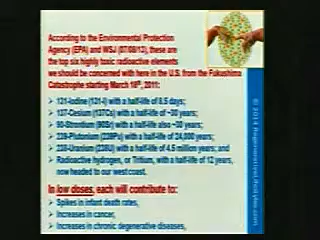 According to the Environmental Protection
Agency (EPA) and WSJ (07/08/12), these are
the top six highly toxic radioactive elements
we should be concerned with here in the U.S. from the Fukushima
Catastrophe starting March 2011:
131-Iodine (131-I) with a half-life of 8.5 days;
137-Cesium (137Cs) with a half-life of ~30 years;
90-Strontium (90Sr) with a half-life also ~30 years;
239-Plutonium (239Pu) with a half-life of 24,000 years;
238-Uranium (238U) with a half-life of 4.5 million years; and
Radioactive hydrogen, or Tritium, with a half-life of 12 years,
now headed to our west coast.
In low doses, each will contribute to:
Spikes in infant death rates,
Increases in cancer,
Increases in chronic degenerative diseases,